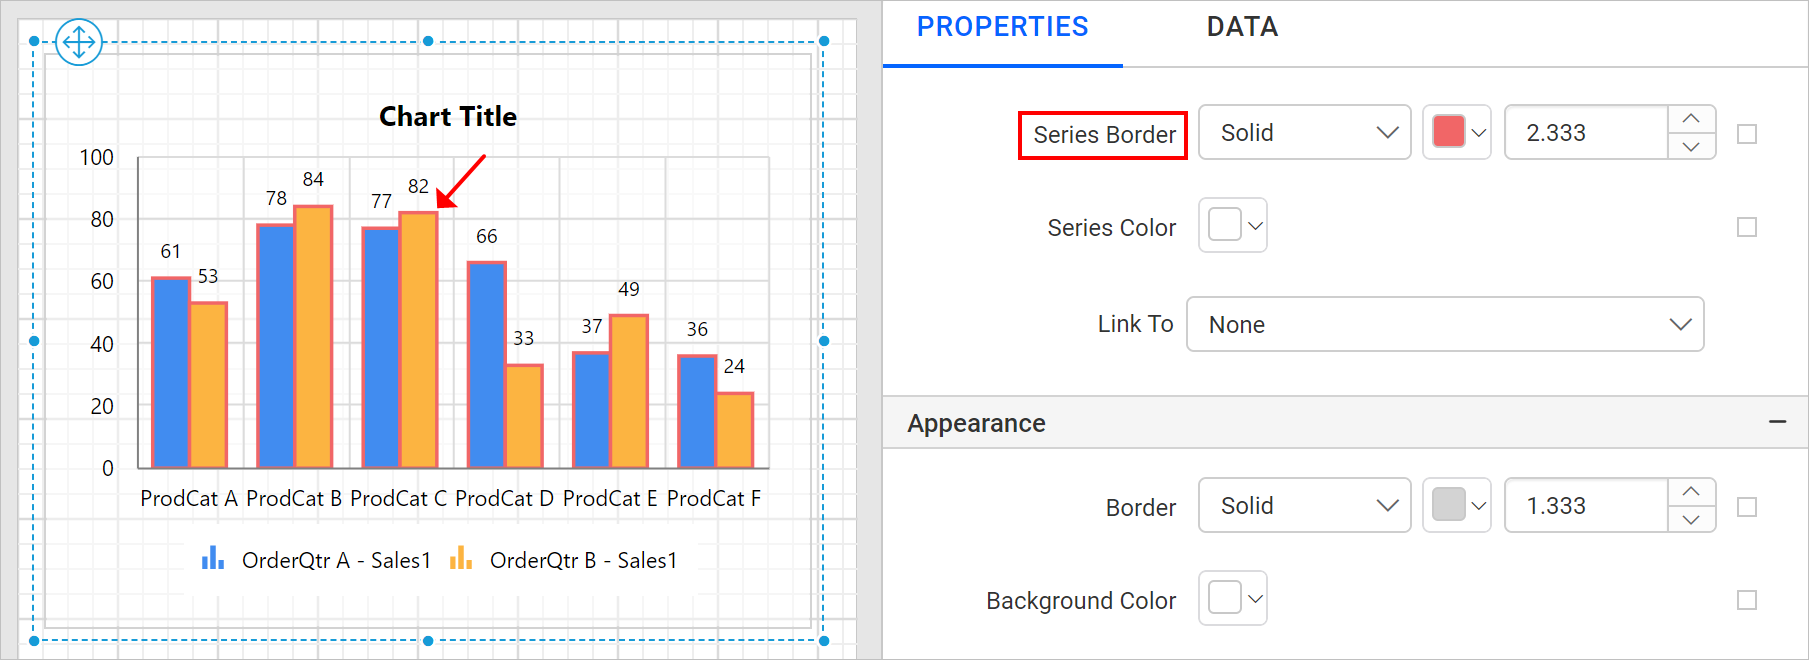 PROPERTIES DATA
Series Border Solid 2.333
Series Color
Link To None
Appearance
Border Solid 1.333
Background Color
Chart Title
100
80
60
40
20
0
61
53
78
84
77
82
66
33
37
49
36
24
ProdCat A ProdCat B ProdCat C ProdCat D ProdCat E ProdCat F
OrderQtr A - Sales1 OrderQtr B - Sales1